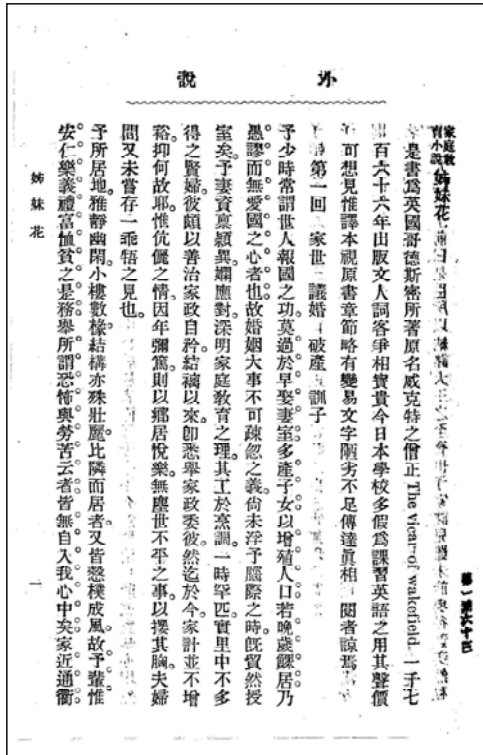 小說
家庭教育小說 姊妹花
是書爲英國哥德斯密所著原名威克特之僧正 The vicar of wakefield 一千七
百六十六年出版文人詞客爭相寶貴今日本學校多假爲課習英語之用其聲價
可想見惟譯本視原書章節略有變易文字陋劣不足傳達眞相 閱者諒焉
第一回 家世 議婚 破產 訓子
予少時常謂世人報國之功莫過於早娶妻室多產子女以增殖人口若晚歲鰥居乃
愚謬而無愛國之心者也故婚姻大事不可疎忽之義尙未浮予腦際之時旣貿然授
室矣予妻資稟穎異嫻應對深明家庭敎育之理其工於烹調一時罕匹實里中不多
得之賢婦彼頗以善治家政自矜結褵以來卽悉舉家政委彼然迄於今家計並不增
裕抑何故耶惟伉儷之情因年彌篤則以鄉居悅樂無塵世不平之事以攖其胸夫婦
間又未嘗存一乖牾之見也
予所居地雅靜幽閑小樓數椽結構亦殊壯麗比隣而居者又皆愨樸成風故予輩惟
安仁樂義禮富恤貧之是務舉所謂恐怖與勞苦云者皆無自入我心中矣家近通衢
姊妹花
一